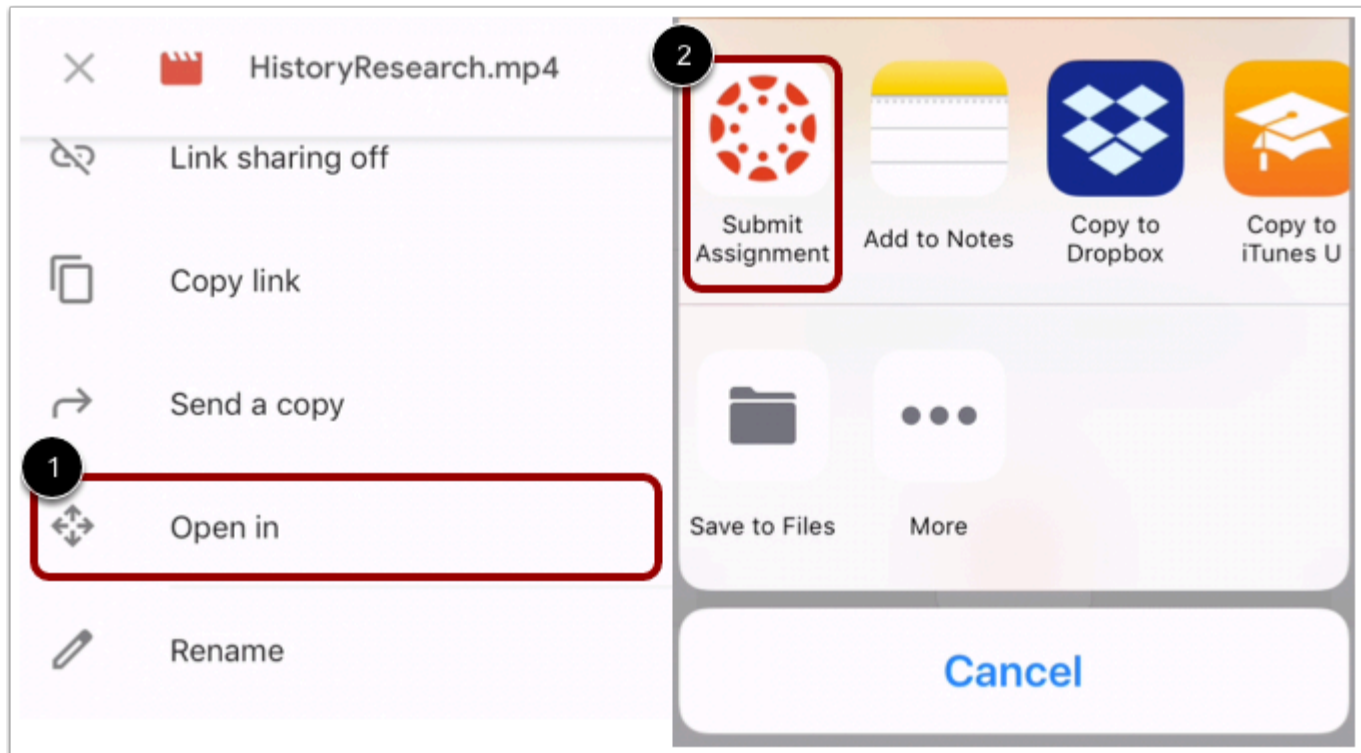 HistoryResearch.mp4
Link sharing off
Copy link
Send a copy
1
Open in
Rename
2
Submit
Assignment
Add to Notes
Copy to
Dropbox
Copy to
iTunes U
Save to Files
More
Cancel